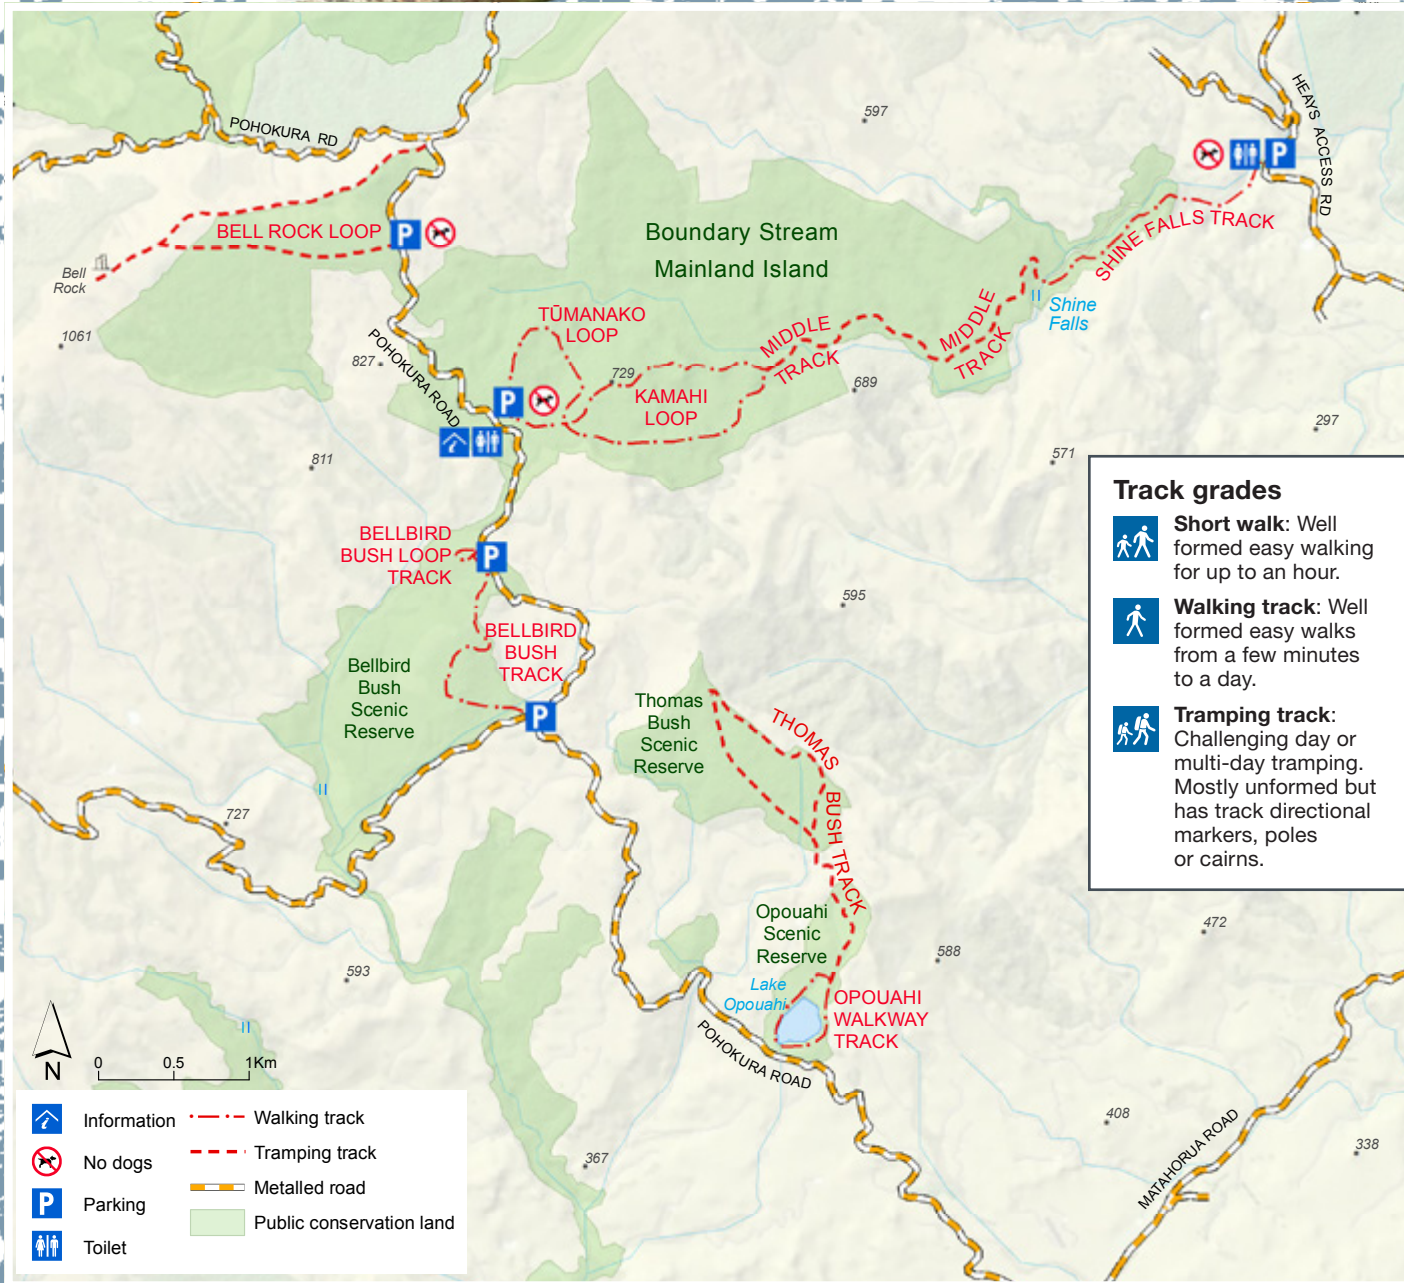 POHOKURA RD
HEAYS ACCESS RD
597
BELL ROCK LOOP
Bell
Rock
1061
Boundary Stream
Mainland Island
SHINE FALLS TRACK
Shine
Falls
TŪMANAKO
LOOP
MIDDLE
TRACK
MIDDLE
TRACK
POHOKURA ROAD
827
729
KAMAHI
LOOP
689
297
811
571
P
P
P
P
P
BELLBIRD
BUSH LOOP
TRACK
595
BELLBIRD
BUSH
TRACK
Bellbird
Bush
Scenic
Reserve
Thomas
Bush
Scenic
Reserve
THOMAS
BUSH TRACK
727
Opouahi
Scenic
Reserve
472
588
593
Lake
Opouahi
OPOUAHI
WALKWAY
TRACK
POHOKURA ROAD
408
338
367
MATAHORUA ROAD
Track grades
Short walk: Well
formed easy walking
for up to an hour.
Walking track: Well
formed easy walks
from a few minutes
to a day.
Tramping track:
Challenging day or
multi-day tramping.
Mostly unformed but
has track directional
markers, poles
or cairns.
N
0 0.5 1Km
Information
No dogs
P Parking
Toilet
Walking track
Tramping track
Metalled road
Public conservation land